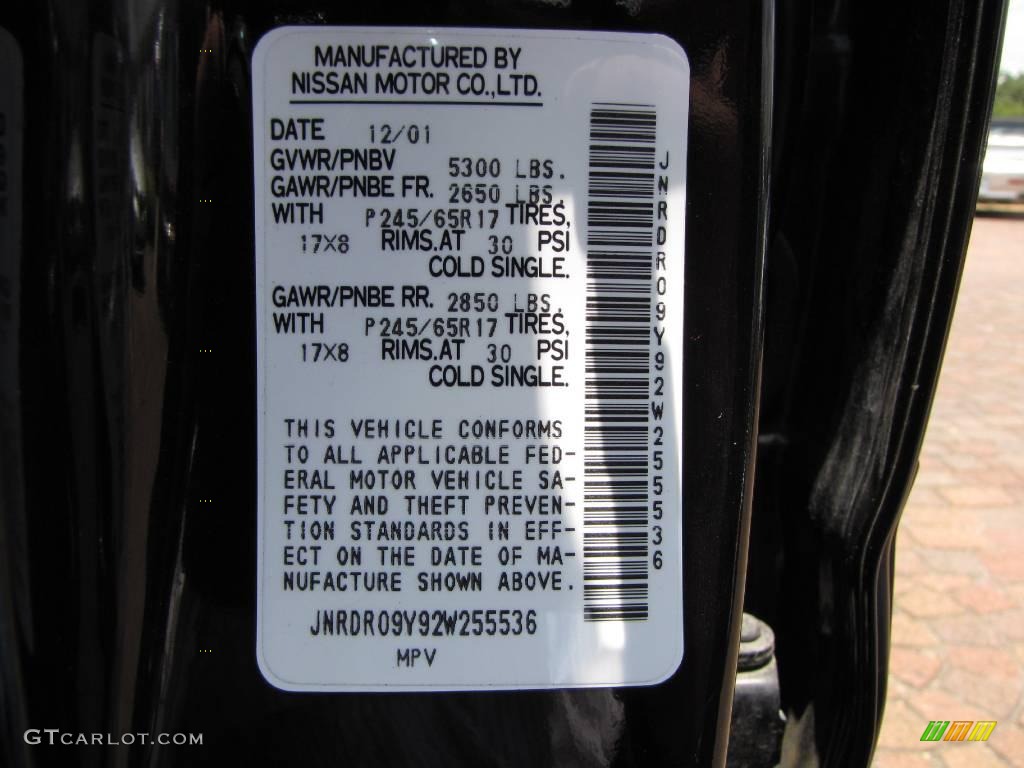 MANUFACTURED BY
NISSAN MOTOR CO.,LTD.
DATE 12/01
GVWR/PNBV 5300 LBS.
GAWR/PNBE FR. 2650 LBS.
WITH P245/65R17 TIRES,
17X8 RIMS.AT 30 PSI
COLD SINGLE.
GAWR/PNBE RR. 2850 LBS.
WITH P245/65R17 TIRES,
17X8 RIMS.AT 30 PSI
COLD SINGLE.
THIS VEHICLE CONFORMS
TO ALL APPLICABLE FED-
ERAL MOTOR VEHICLE SA-
FETY AND THEFT PREVEN-
TION STANDARDS IN EFF-
ECT ON THE DATE OF MA-
NUFACTURE SHOWN ABOVE.
JNRDR09Y92W255536
MPV
JNRDR09Y92W255536
GTCARLOT.COM